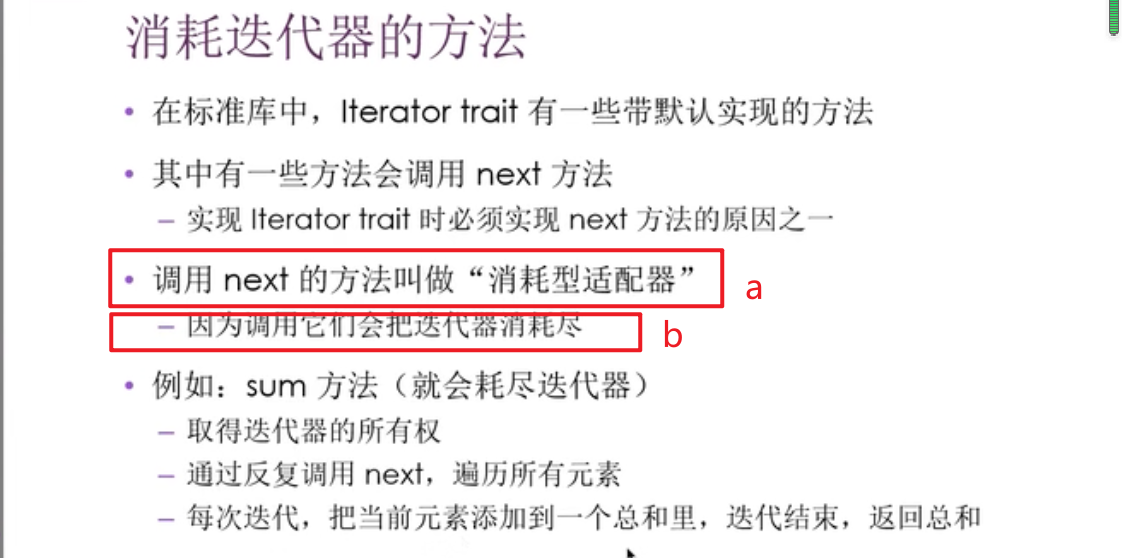 消耗迭代器的方法
• 在标准库中，Iterator trait 有一些带默认实现的方法
• 其中有一些方法会调用 next 方法
– 实现 Iterator trait 时必须实现 next 方法的原因之一
• 调用 next 的方法叫做“消耗型适配器” a
– 因为调用它们会把迭代器消耗尽 b
• 例如：sum 方法（就会耗尽迭代器）
– 取得迭代器的所有权
– 通过反复调用 next，遍历所有元素
– 每次迭代，把当前元素添加到一个总和里，迭代结束，返回总和